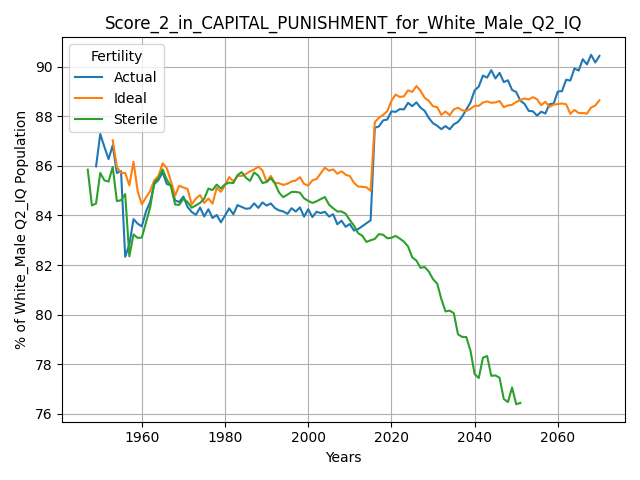 Score_2_in_CAPITAL_PUNISHMENT_for_White_Male_Q2_IQ
% of White_Male Q2_IQ Population
90
88
86
84
82
80
78
76
Fertility
Actual
Ideal
Sterile
1960
1980
2000
2020
2040
2060
Years